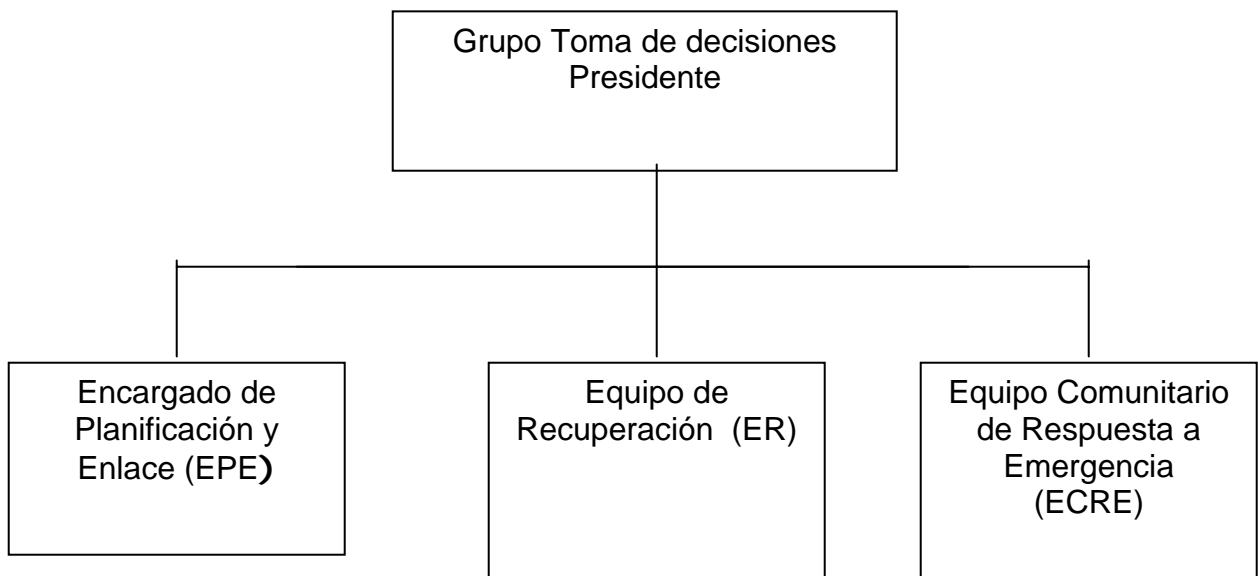 Grupo Toma de decisiones
Presidente
Encargado de
Planificación y
Enlace (EPE)
Equipo de
Recuperación (ER)
Equipo Comunitario
de Respuesta a
Emergencia
(ECRE)